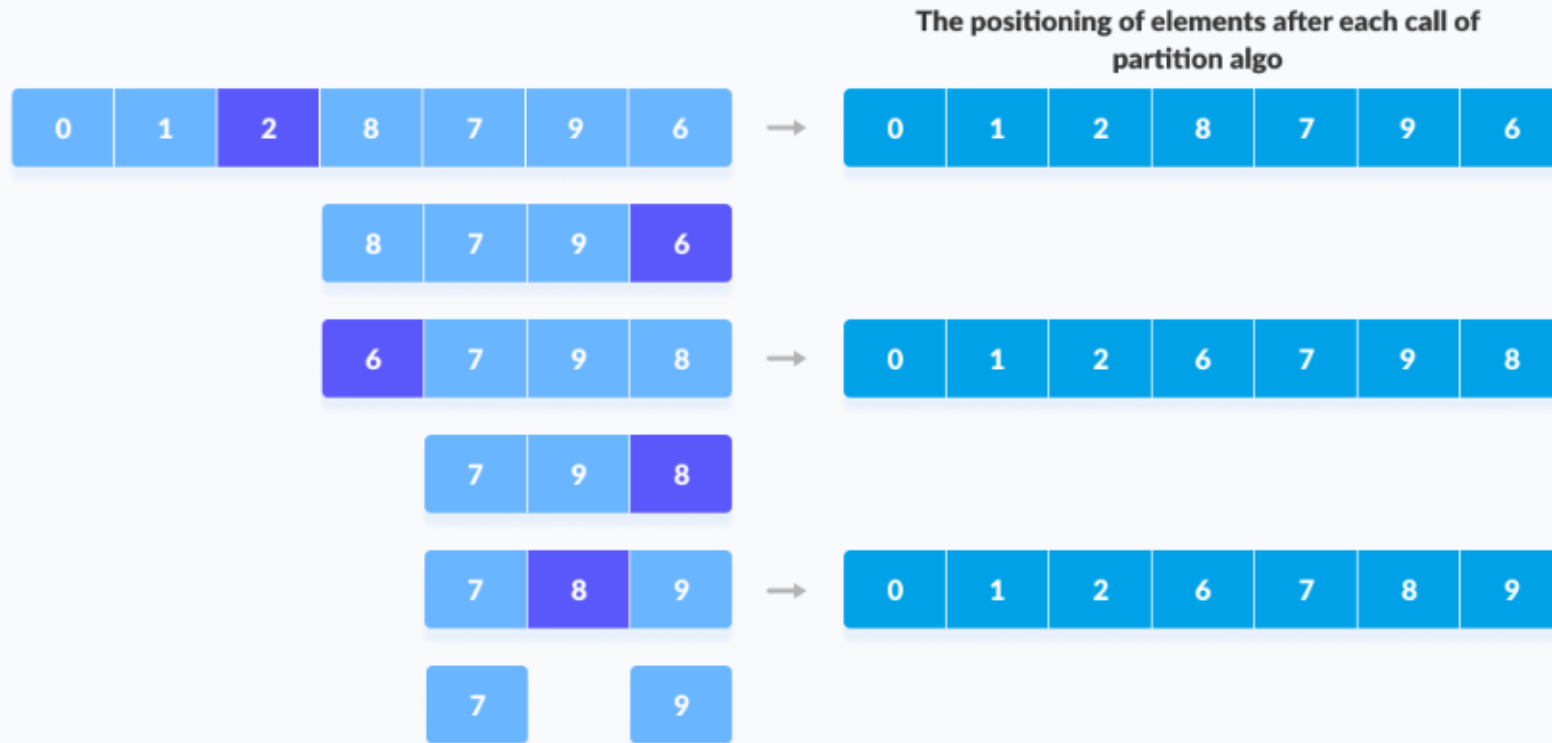 The positioning of elements after each call of
partition algo
0 1 2 8 7 9 6 0 1 2 8 7 9 6
8 7 9 6
6 7 9 8 0 1 2 6 7 9 8
7 9 8
7 8 9 0 1 2 6 7 8 9
7 9